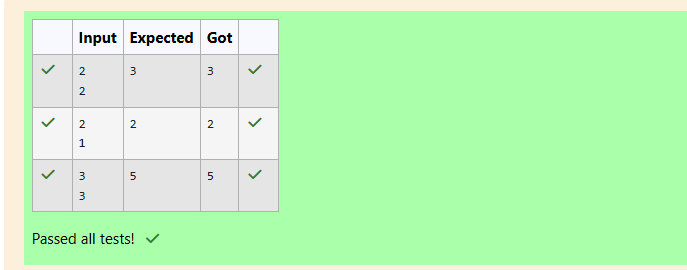 Input Expected Got
2 3 3
2
2 2 2
1
3 5 5
3
Passed all tests!